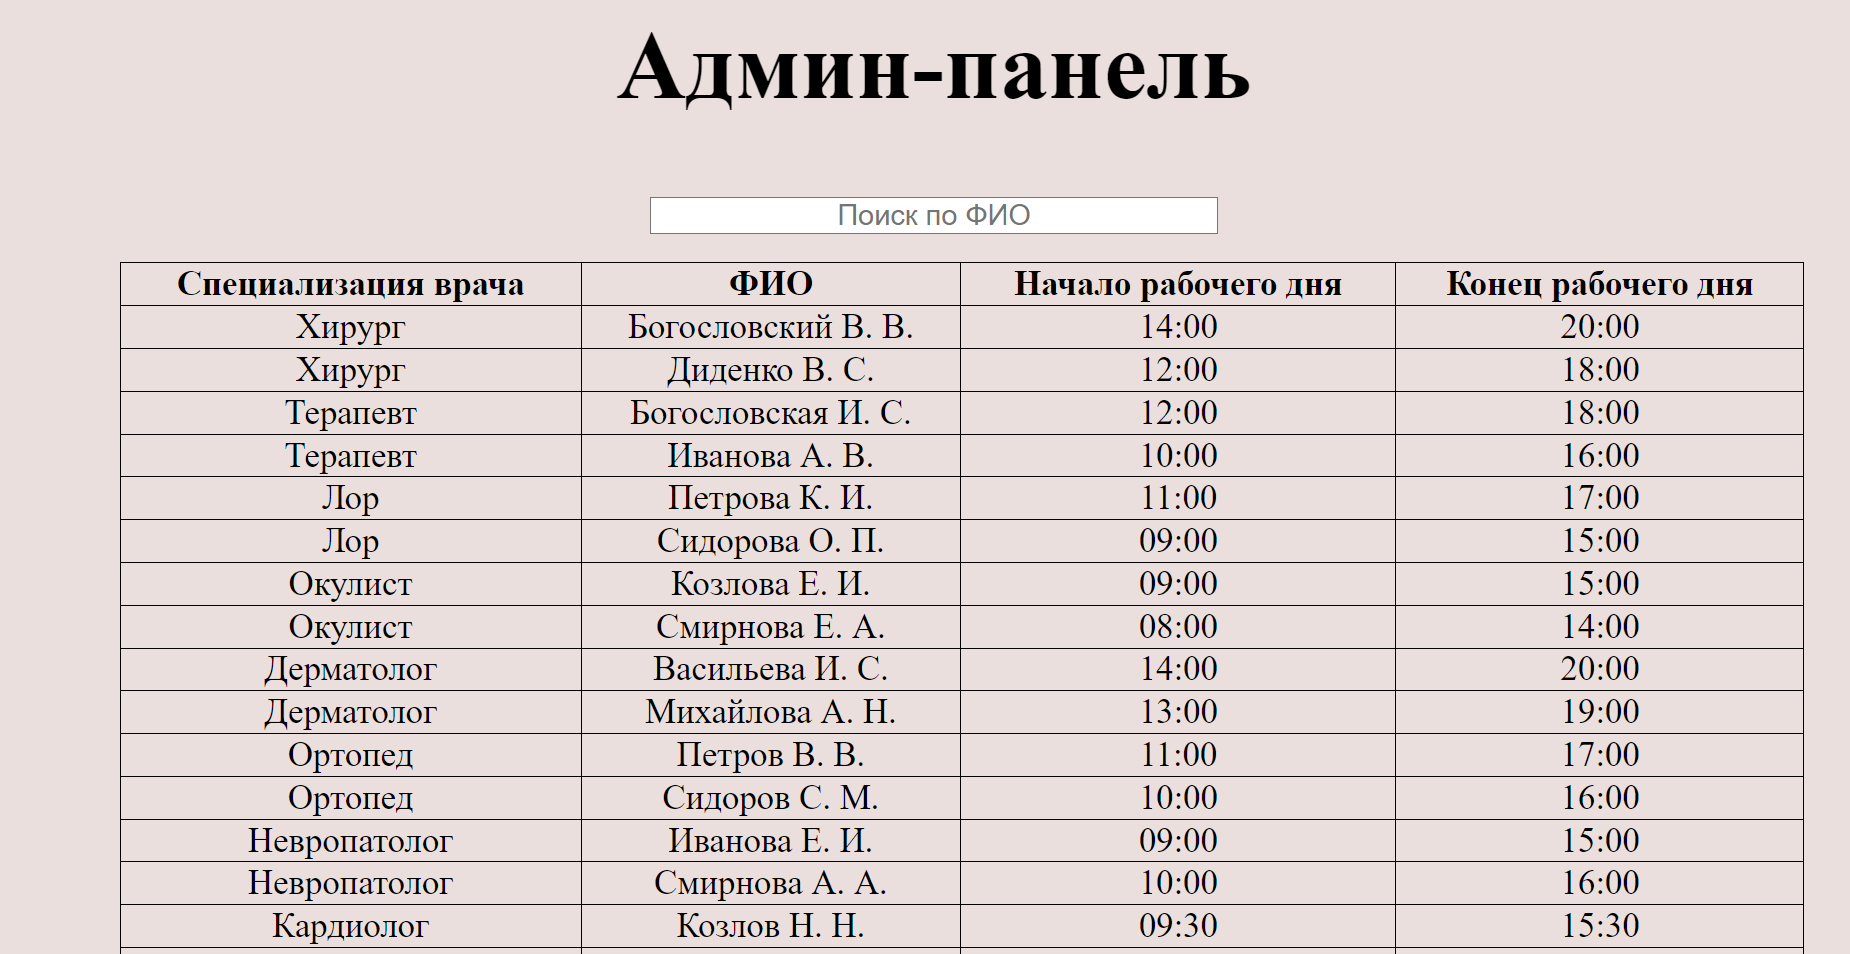 Админ-панель
Поиск по ФИО
Специализация врача ФИО Начало рабочего дня Конец рабочего дня
Хирург Богословский В. В. 14:00 20:00
Хирург Диденко В. С. 12:00 18:00
Терапевт Богословская И. С. 12:00 18:00
Терапевт Иванова А. В. 10:00 16:00
Лор Петрова К. И. 11:00 17:00
Лор Сидорова О. П. 09:00 15:00
Окулист Козлова Е. И. 09:00 15:00
Окулист Смирнова Е. А. 08:00 14:00
Дерматолог Васильева И. С. 14:00 20:00
Дерматолог Михайлова А. Н. 13:00 19:00
Ортопед Петров В. В. 11:00 17:00
Ортопед Сидоров С. М. 10:00 16:00
Невропатолог Иванова Е. И. 09:00 15:00
Невропатолог Смирнова А. А. 10:00 16:00
Кардиолог Козлов Н. Н. 09:30 15:30